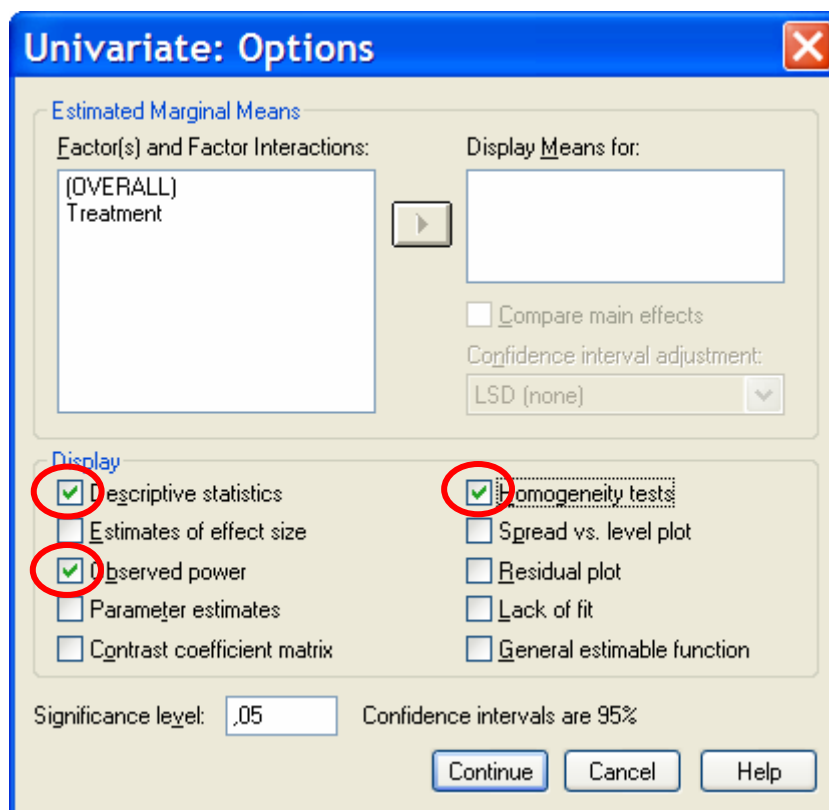 Univariate: Options
Estimated Marginal Means
Factor(s) and Factor Interactions:
(OVERALL)
Treatment
Display Means for:
Compare main effects
Confidence interval adjustment:
LSD (none)
Display
Descriptive statistics
Estimates of effect size
Observed power
Parameter estimates
Contrast coefficient matrix
Homogeneity tests
Spread vs. level plot
Residual plot
Lack of fit
General estimable function
Significance level: ,05 Confidence intervals are 95%
Continue Cancel Help